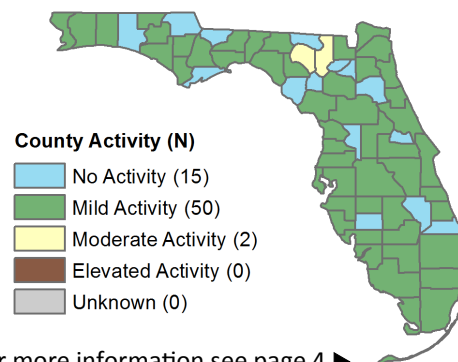 County Activity (N)
No Activity (15)
Mild Activity (50)
Moderate Activity (2)
Elevated Activity (0)
Unknown (0)
more information see page 4 ►